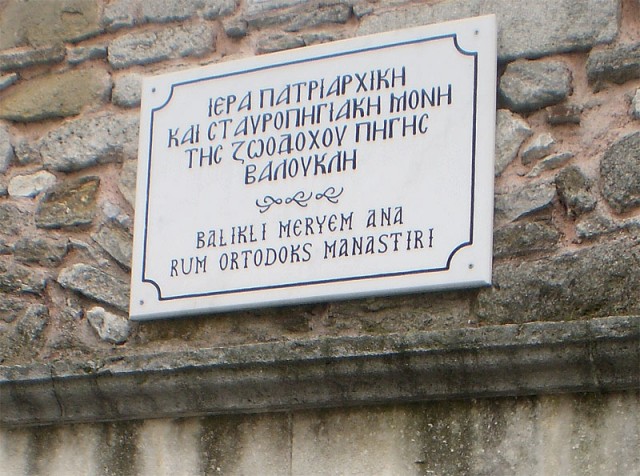 ΙΕΡΑ ΠΑΤΡΙΑΡΧΙΚΗ
ΚΑΙ ΣΤΑΥΡΟΠΗΓΙΑΚΗ ΜΟΝΗ
ΤΗΣ ΖΩΟΔΟΧΟΥ ΠΗΓΗΣ
ΒΑΛΟΥΚΛΗ
BALIKLI MERYEM ANA
RUM ORTODOKS MANASTIRI